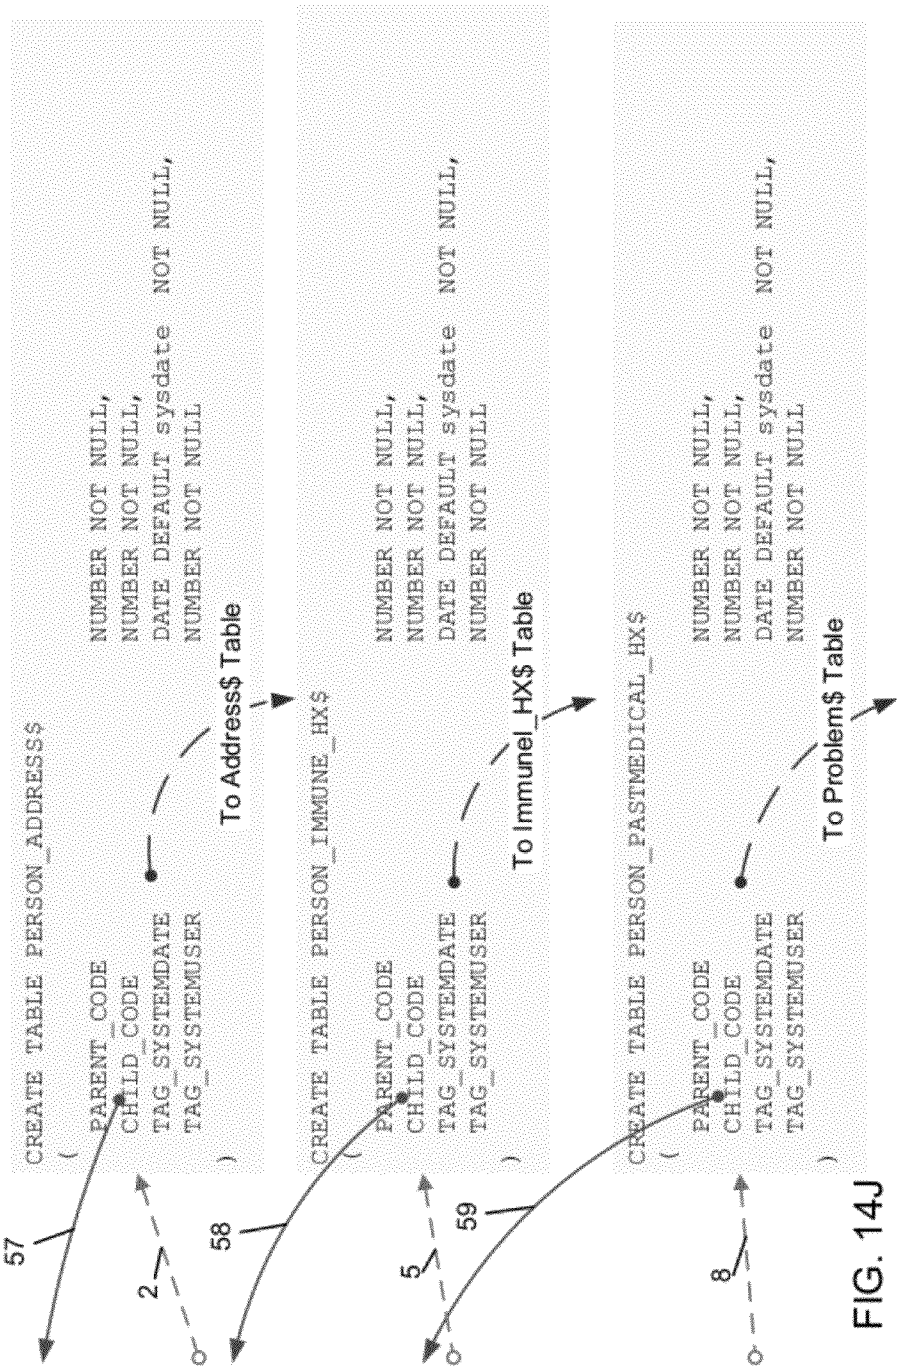 CREATE TABLE PERSON_ADDRESS$
(
PARENT_CODE NUMBER NOT NULL,
CHILD_CODE NUMBER NOT NULL,
TAG_SYSTEMDATE DATE DEFAULT sysdate NOT NULL,
TAG_SYSTEMUSER NUMBER NOT NULL
)
To Address$ Table
57
2
CREATE TABLE PERSON_IMMUNE_HX$
(
PARENT_CODE NUMBER NOT NULL,
CHILD_CODE NUMBER NOT NULL,
TAG_SYSTEMDATE DATE DEFAULT sysdate NOT NULL,
TAG_SYSTEMUSER NUMBER NOT NULL
)
To Immunel_HX$ Table
58
5
CREATE TABLE PERSON_PASTMEDICAL_HX$
(
PARENT_CODE NUMBER NOT NULL,
CHILD_CODE NUMBER NOT NULL,
TAG_SYSTEMDATE DATE DEFAULT sysdate NOT NULL,
TAG_SYSTEMUSER NUMBER NOT NULL
)
To Problem$ Table
59
8
FIG. 14J